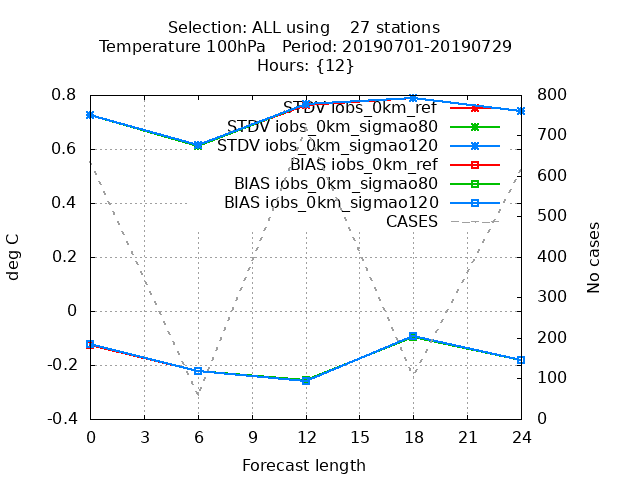 Selection: ALL using    27 stations
Temperature 100hPa   Period: 20190701-20190729
Hours: {12}
0.8
0.6
0.4
0.2
0
-0.2
-0.4
deg C
STDV iobs_0km_ref
STDV iobs_0km_sigmao80
STDV iobs_0km_sigmao120
BIAS iobs_0km_ref
BIAS iobs_0km_sigmao80
BIAS iobs_0km_sigmao120
CASES
800
700
600
500
400
300
200
100
0
No cases
0 3 6 9 12 15 18 21 24
Forecast length